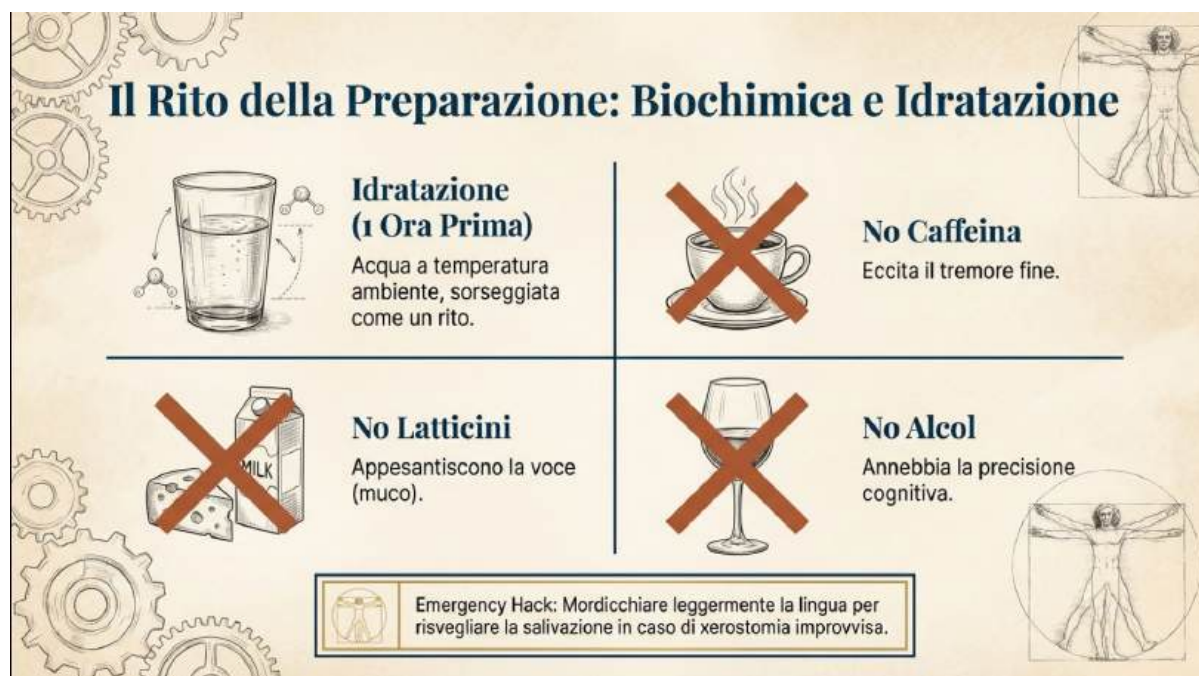 Il Rito della Preparazione: Biochimica e Idratazione
Idratazione
(1 Ora Prima)
Acqua a temperatura
ambiente, sorseggiata
come un rito.
No Caffeina
Eccita il tremore fine.
MILK
No Latticini
Appesantiscono la voce
(muco).
No Alcol
Annebbia la precisione
cognitiva.
Emergency Hack: Mordicchiare leggermente la lingua per
risvegliare la salivazione in caso di xerostomia improvvisa.